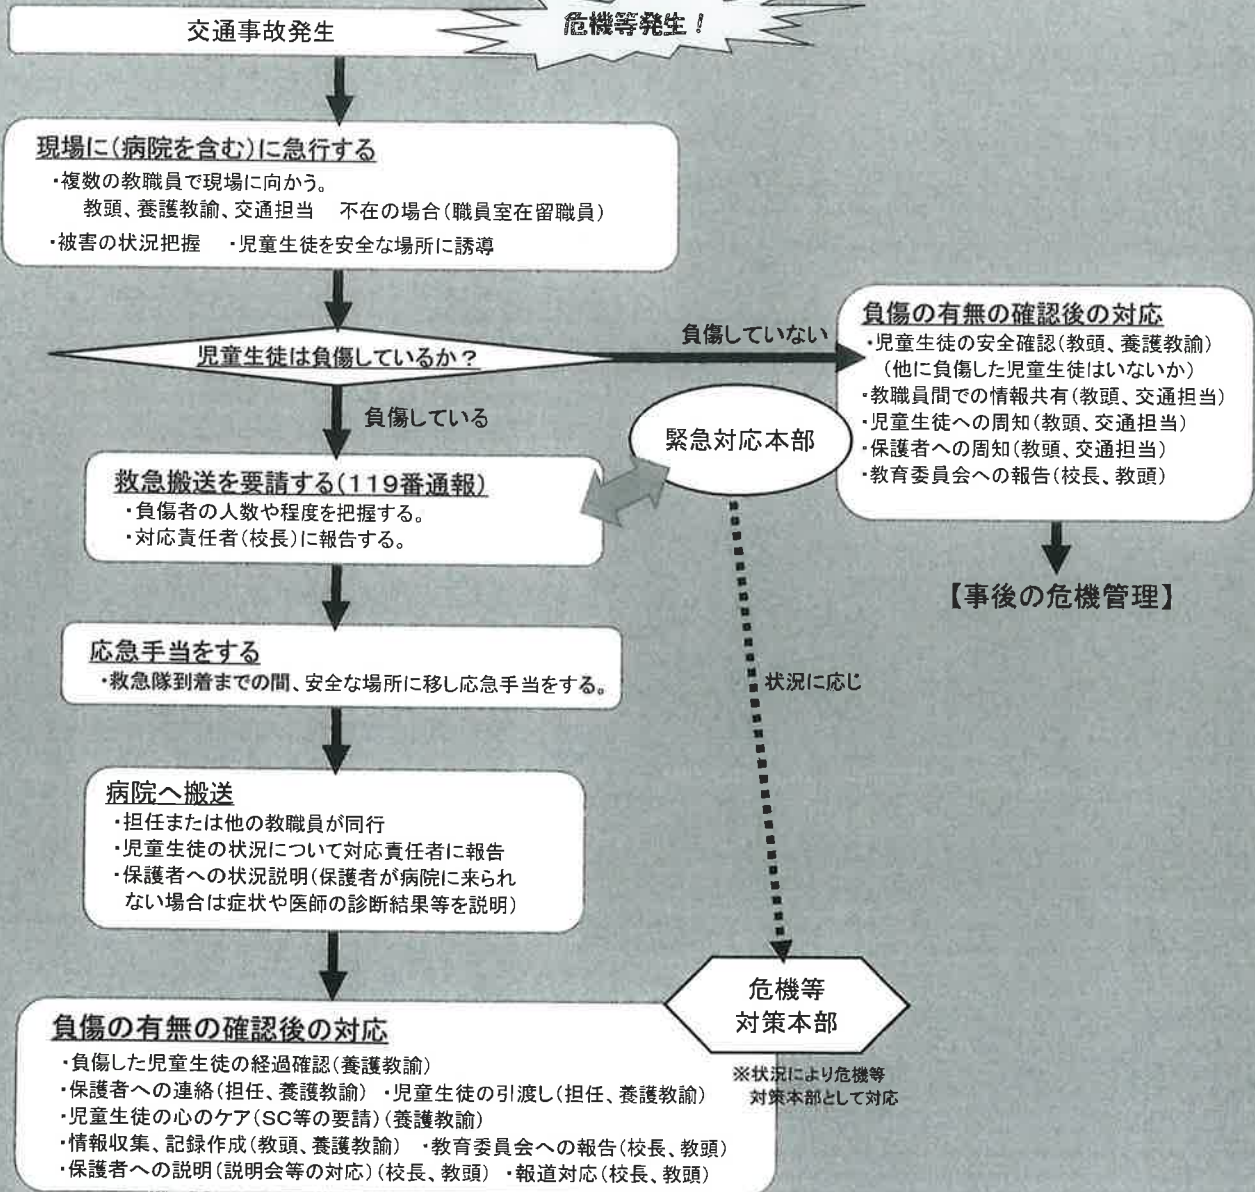 危機等発生!
交通事故発生
現場に(病院を含む)に急行する
・複数の教職員で現場に向かう。
教頭、養護教諭、交通担当 不在の場合(職員室在留職員)
・被害の状況把握 ・児童生徒を安全な場所に誘導
児童生徒は負傷しているか?
負傷していない
負傷の有無の確認後の対応
・児童生徒の安全確認(教頭、養護教諭)
(他に負傷した児童生徒はいないか)
・教職員間での情報共有(教頭、交通担当)
・児童生徒への周知(教頭、交通担当)
・保護者への周知(教頭、交通担当)
・教育委員会への報告(校長、教頭)
【事後の危機管理】
負傷している
緊急対応本部
救急搬送を要請する(119番通報)
・負傷者の人数や程度を把握する。
・対応責任者(校長)に報告する。
応急手当をする
・救急隊到着までの間、安全な場所に移し応急手当をする。
状況に応じ
病院へ搬送
・担任または他の教職員が同行
・児童生徒の状況について対応責任者に報告
・保護者への状況説明(保護者が病院に来られ
ない場合は症状や医師の診断結果等を説明)
危機等
対策本部
※状況により危機等
対策本部として対応
負傷の有無の確認後の対応
・負傷した児童生徒の経過確認(養護教諭)
・保護者への連絡(担任、養護教諭) ・児童生徒の引渡し(担任、養護教諭)
・児童生徒の心のケア(SC等の要請)(養護教諭)
・情報収集、記録作成(教頭、養護教諭) ・教育委員会への報告(校長、教頭)
・保護者への説明(説明会等の対応)(校長、教頭) ・報道対応(校長、教頭)